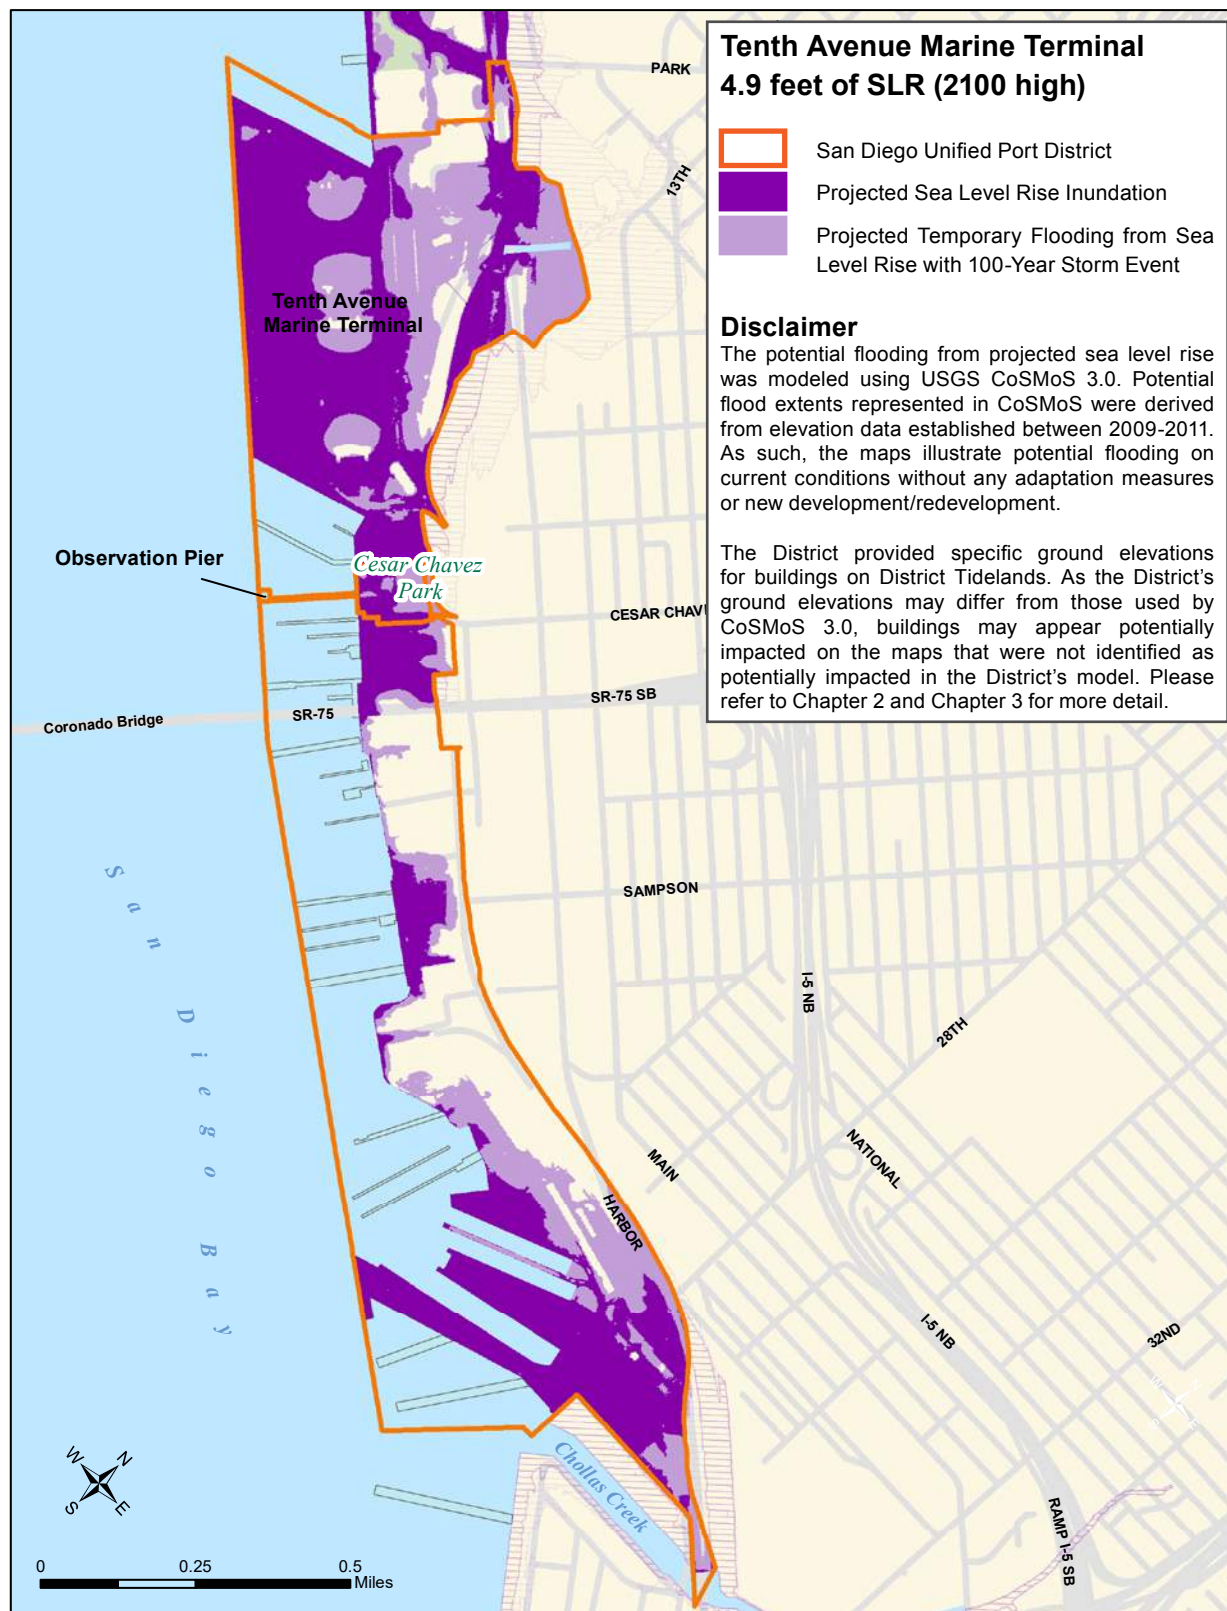 Tenth Avenue Marine Terminal
4.9 feet of SLR (2100 high)
San Diego Unified Port District
Projected Sea Level Rise Inundation
Projected Temporary Flooding from Sea
Level Rise with 100-Year Storm Event
Disclaimer
The potential flooding from projected sea level rise
was modeled using USGS CoSMoS 3.0. Potential
flood extents represented in CoSMoS were derived
from elevation data established between 2009-2011.
As such, the maps illustrate potential flooding on
current conditions without any adaptation measures
or new development/redevelopment.
The District provided specific ground elevations
for buildings on District Tidelands. As the District's
ground elevations may differ from those used by
CoSMoS 3.0, buildings may appear potentially
impacted on the maps that were not identified as
potentially impacted in the District's model. Please
refer to Chapter 2 and Chapter 3 for more detail.
PARK
13TH
Tenth Avenue
Marine Terminal
Observation Pier
Cesar Chavez
Park
CESAR CHAV
SR-75 SB
SR-75
Coronado Bridge
SAMPSON
San Diego Bay
I-5 NB
28TH
MAIN
NATIONAL
HARBOR
I-5 NB
32ND
W N
S E
W N
S E
Chollas Creek
RAMP I-5 SB
0 0.25 0.5
Miles